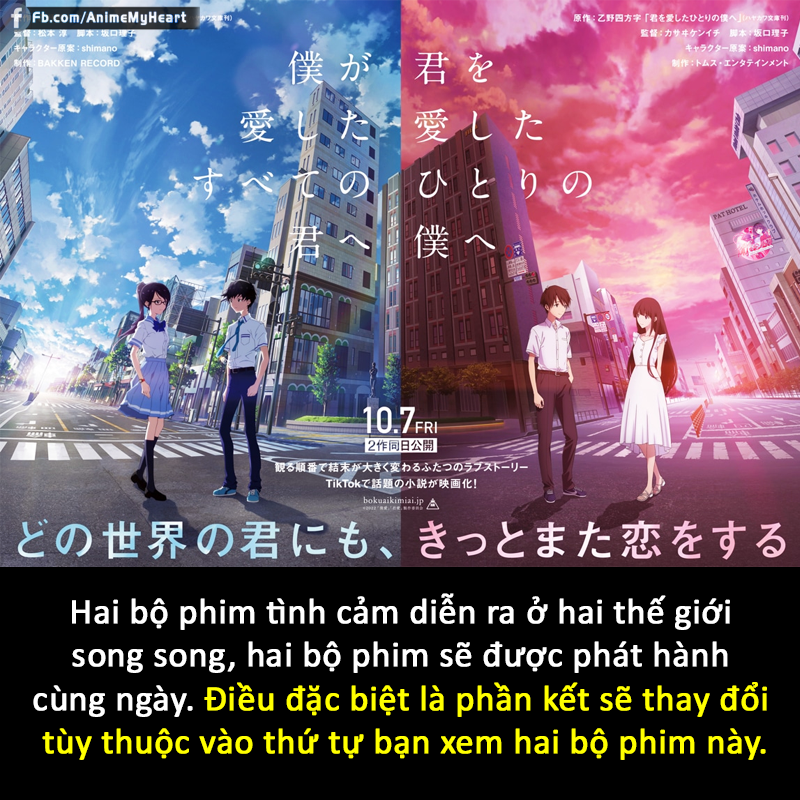 Fb.com/AnimeMyHeart
監督：松本 淳 脚本：坂口理子
キャラクター原案：shimano
制作：BAKKEN RECORD
僕が
愛した
すべての
君へ
原作：乙野四方字「君を愛したひとりの僕へ」(ハヤカワ文庫刊)
監督：カサヰケンイチ 脚本：坂口理子
キャラクター原案：shimano
制作：トムス・エンタテインメント
君を
愛した
ひとりの
僕へ
FAT HOTEL
10.7FRI
2作同日公開
観る順番で結末が大きく変わるふたつのラブストーリー
TikTokで話題の小説が映画化！
bokuaikimiai.jp
どの世界の君にも、きっとまた恋をする
Hai bộ phim tình cảm diễn ra ở hai thế giới
song song, hai bộ phim sẽ được phát hành
cùng ngày. Điều đặc biệt là phần kết sẽ thay đổi
tùy thuộc vào thứ tự bạn xem hai bộ phim này.